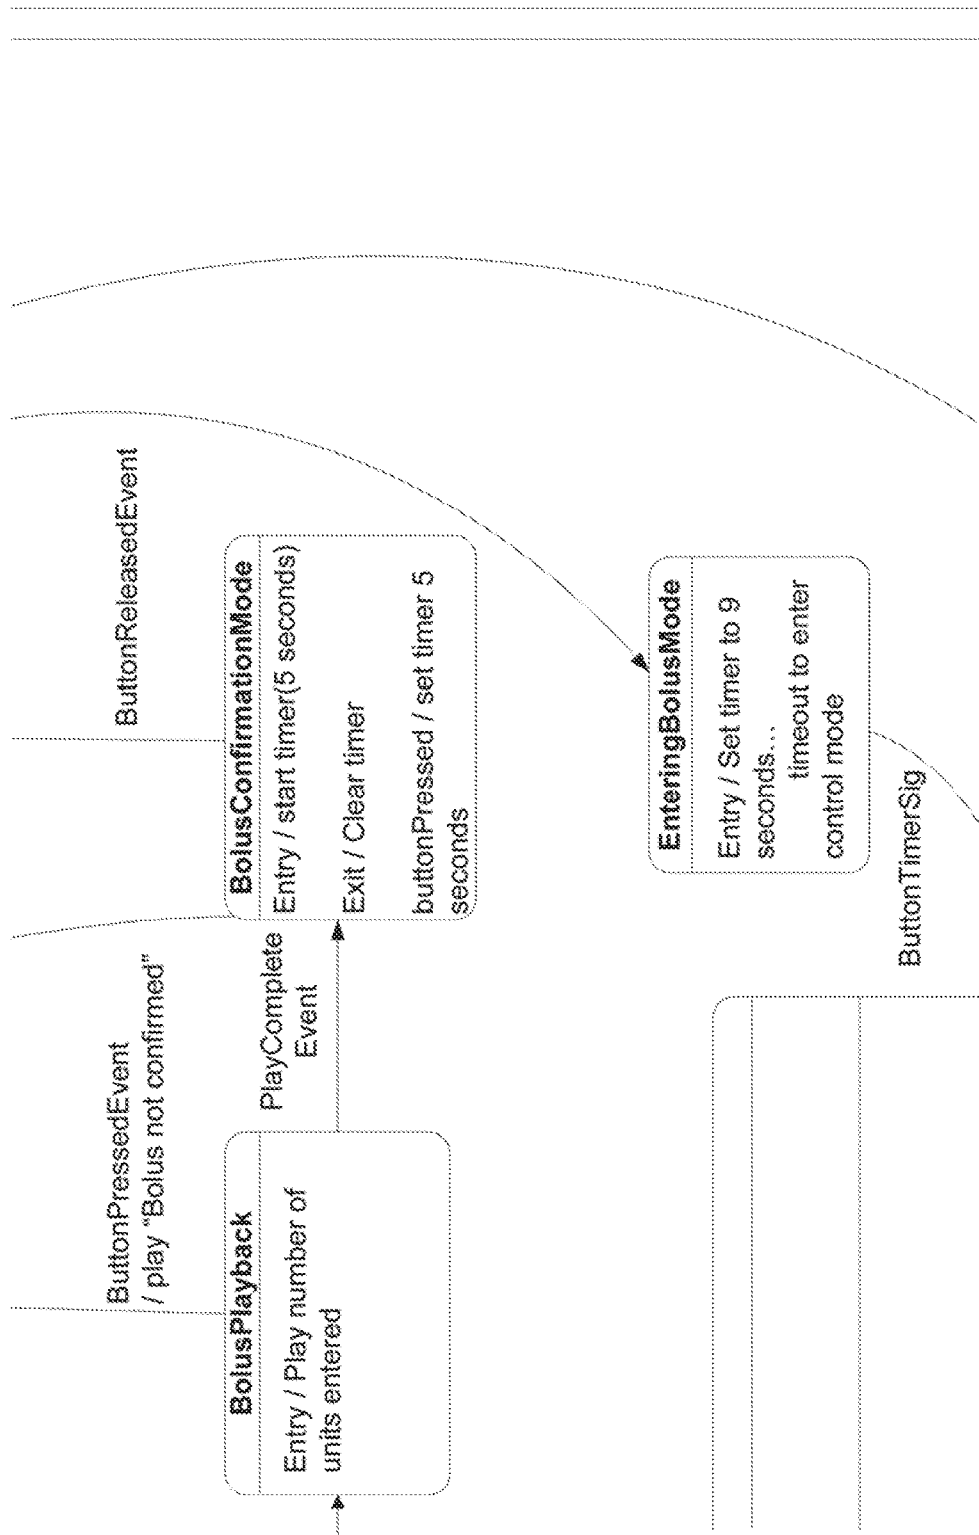 ButtonPressedEvent
/ play "Bolus not confirmed"
BolusPlayback
Entry / Play number of
units entered
PlayComplete
Event
ButtonReleasedEvent
BolusConfirmationMode
Entry / start timer(5 seconds)
Exit / Clear timer
buttonPressed / set timer 5
seconds
EnteringBolusMode
Entry / Set timer to 9
seconds...
timeout to enter
control mode
ButtonTimerSig